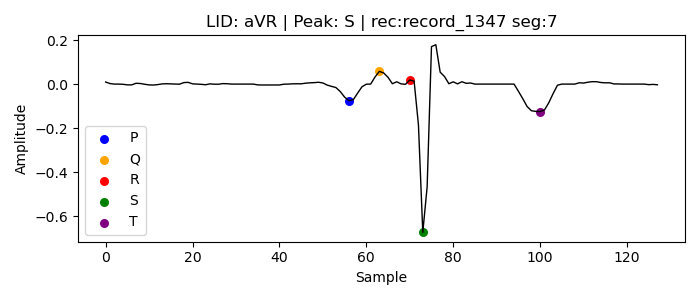 LID: aVR | Peak: S | rec:record_1347 seg:7
0.2
0.0
−0.2
−0.4
−0.6
Amplitude
P
Q
R
S
T
0
20
40
60
80
100
120
Sample